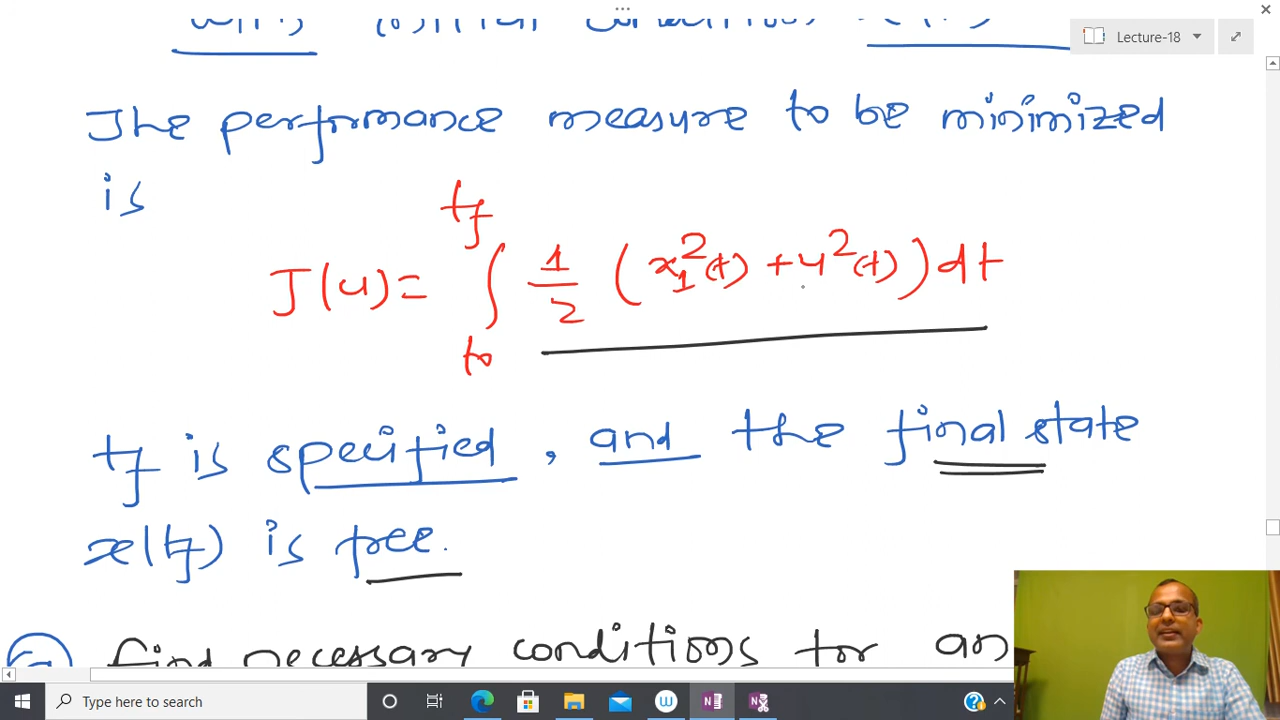 Lecture-18
The performance measure to be minimized
is
J(u) = ∫ t0 tf 1/2 (x1²(t) + u²(t)) dt
tf is specified, and the final state
x(tf) is free.
a find necessary conditions for an
Type here to search